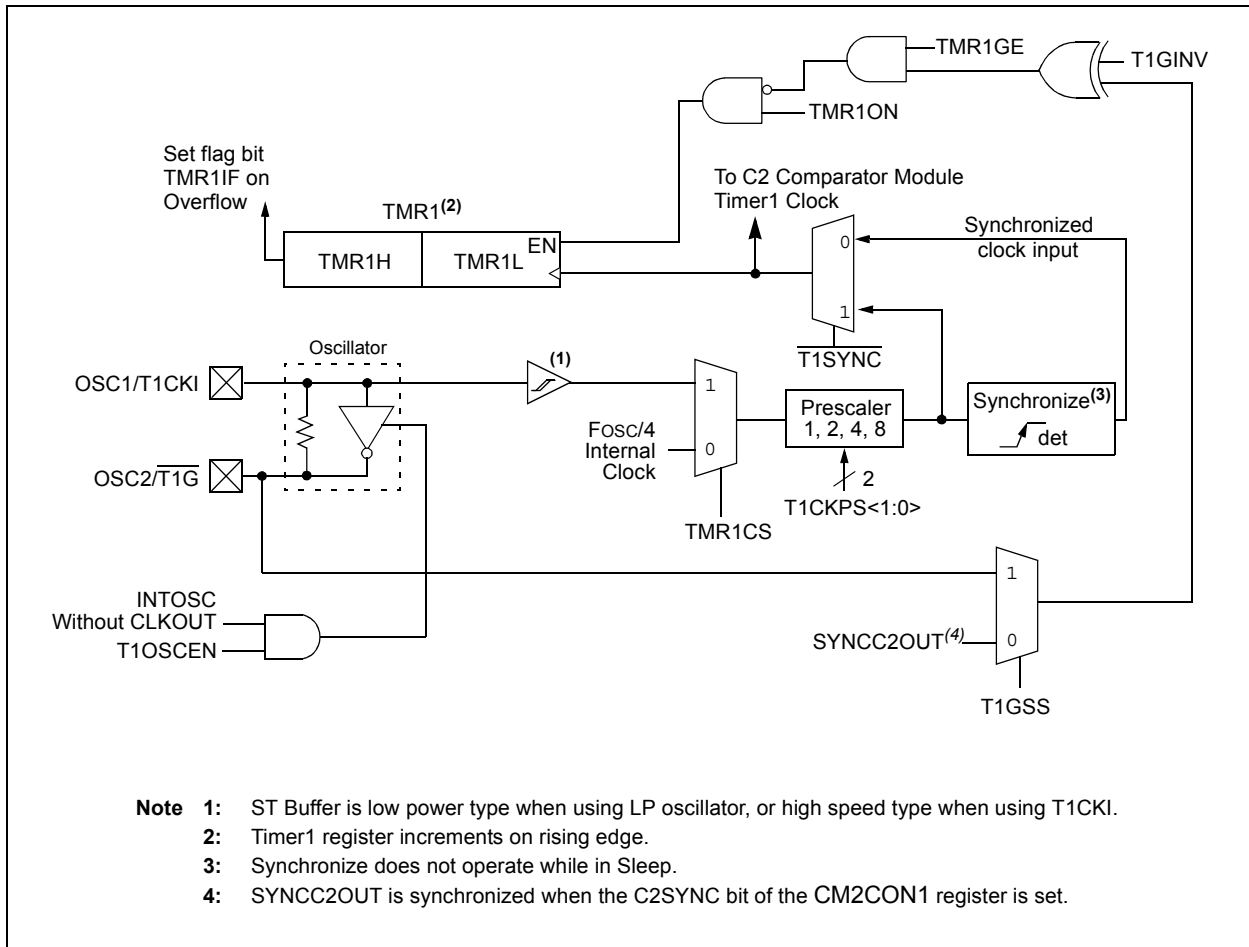 TMR1GE
T1GINV
TMR1ON
Set flag bit
TMR1IF on
Overflow
To C2 Comparator Module
Timer1 Clock
TMR1(2)
EN
TMR1H
TMR1L
0
1
Synchronized
clock input
T1SYNC
Oscillator
(1)
OSC1/T1CKI
OSC2/T1G
1
0
FOSC/4
Internal
Clock
TMR1CS
Prescaler
1, 2, 4, 8
2
T1CKPS<1:0>
Synchronize(3)
det
INTOSC
Without CLKOUT
T1OSCEN
1
0
SYNCC2OUT(4)
T1GSS
Note 1: ST Buffer is low power type when using LP oscillator, or high speed type when using T1CKI.
2: Timer1 register increments on rising edge.
3: Synchronize does not operate while in Sleep.
4: SYNCC2OUT is synchronized when the C2SYNC bit of the CM2CON1 register is set.